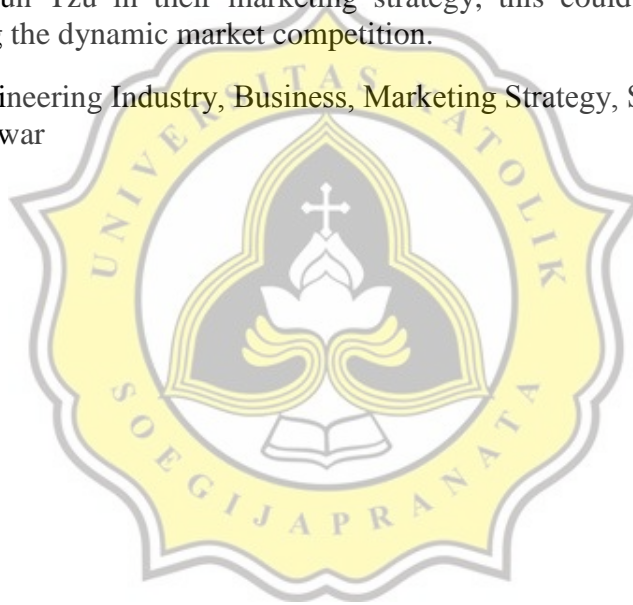 un Tzu in their marketing strategy, this could
g the dynamic market competition.
ineering Industry, Business, Marketing Strategy, S
war
UNIVERSITAS KATOLIK
SOEGIJAPRANATA